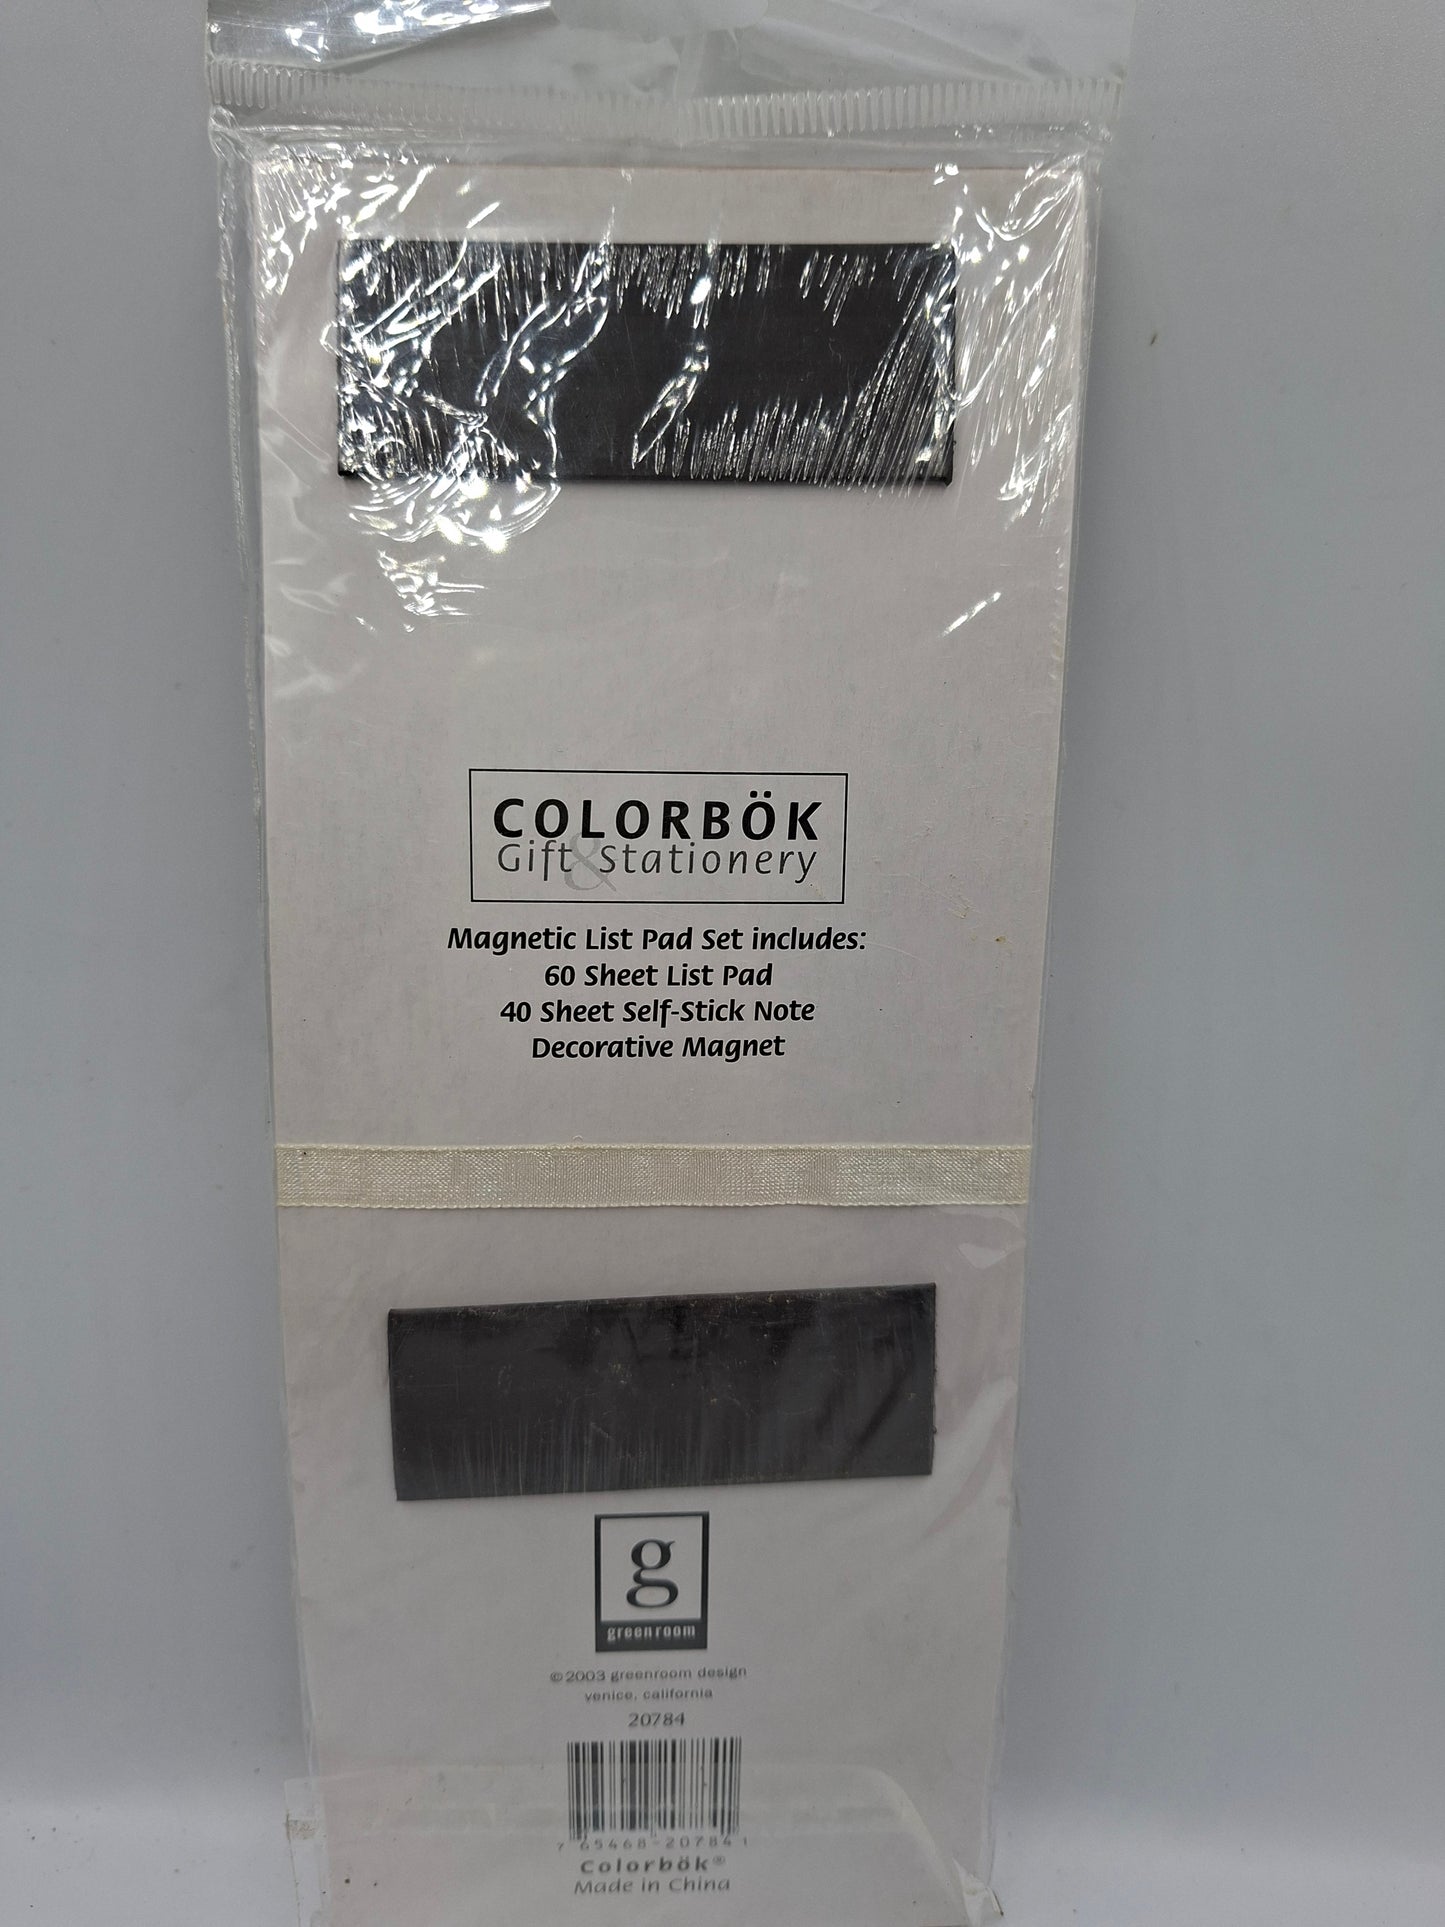 COLORBÖK
Gift & Stationery
Magnetic List Pad Set includes:
60 Sheet List Pad
40 Sheet Self-Stick Note
Decorative Magnet
g
greenroom
©2003 greenroom design
venice, california
20784
7 65468-20784 1
Colorbök®
Made in China